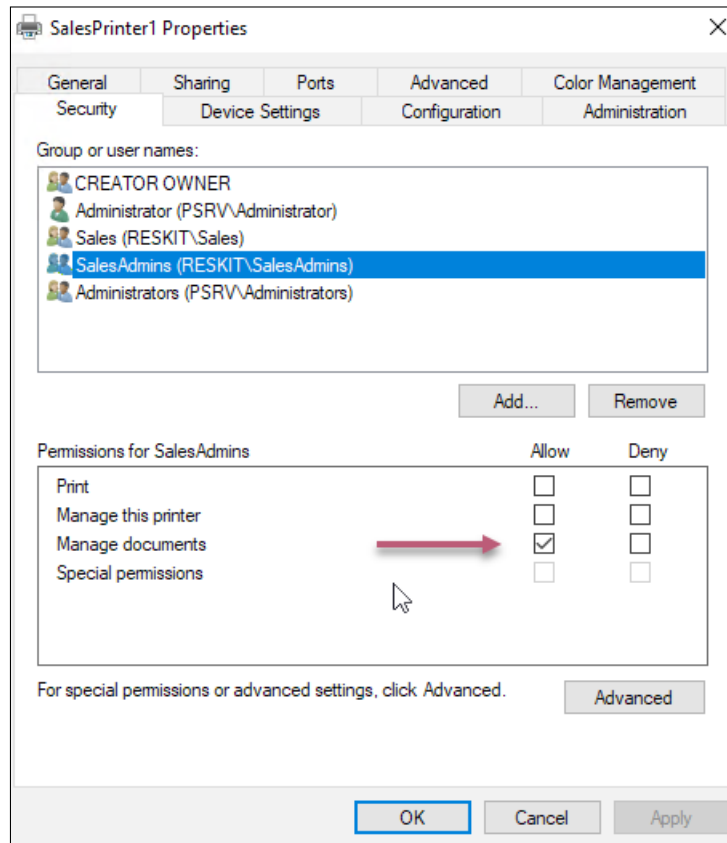 SalesPrinter1 Properties
General Sharing Ports Advanced Color Management
Security Device Settings Configuration Administration
Group or user names:
CREATOR OWNER
Administrator (PSRV\Administrator)
Sales (RESKIT\Sales)
SalesAdmins (RESKIT\SalesAdmins)
Administrators (PSRV\Administrators)
Add... Remove
Permissions for SalesAdmins Allow Deny
Print
Manage this printer
Manage documents
Special permissions
For special permissions or advanced settings, click Advanced. Advanced
OK Cancel Apply